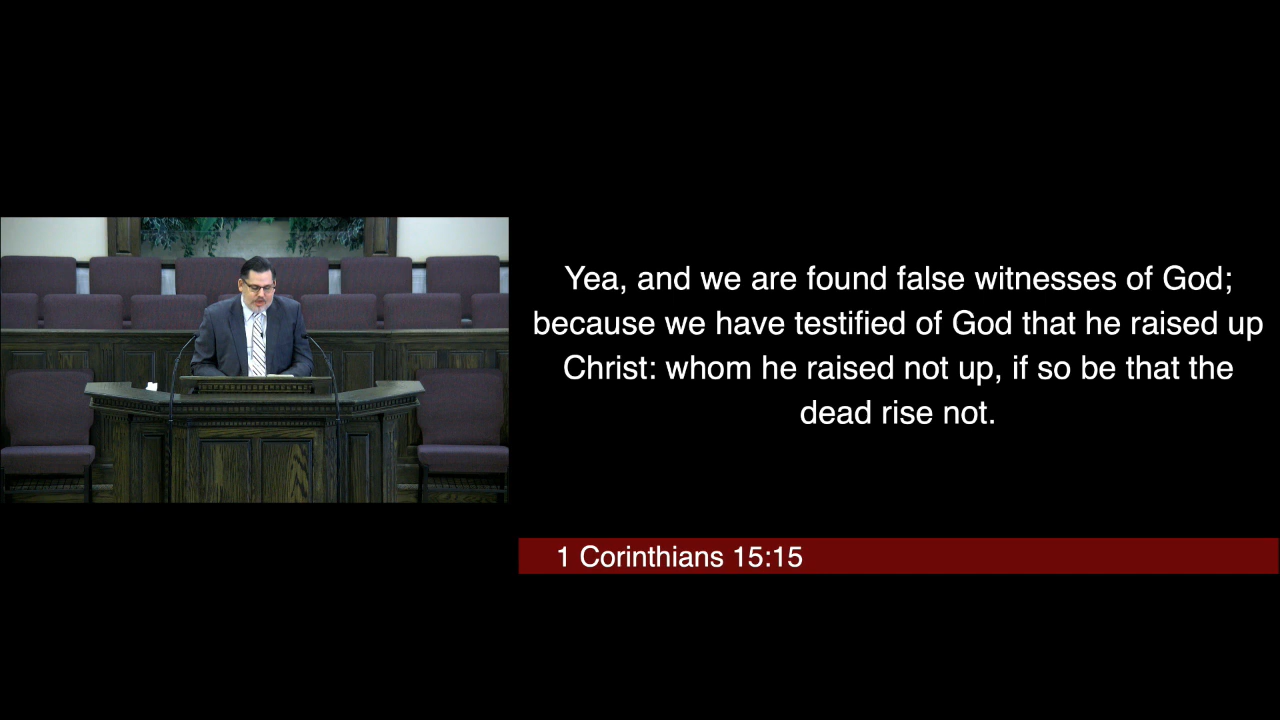 Yea, and we are found false witnesses of God;
because we have testified of God that he raised up
Christ: whom he raised not up, if so be that the
dead rise not.
1 Corinthians 15:15